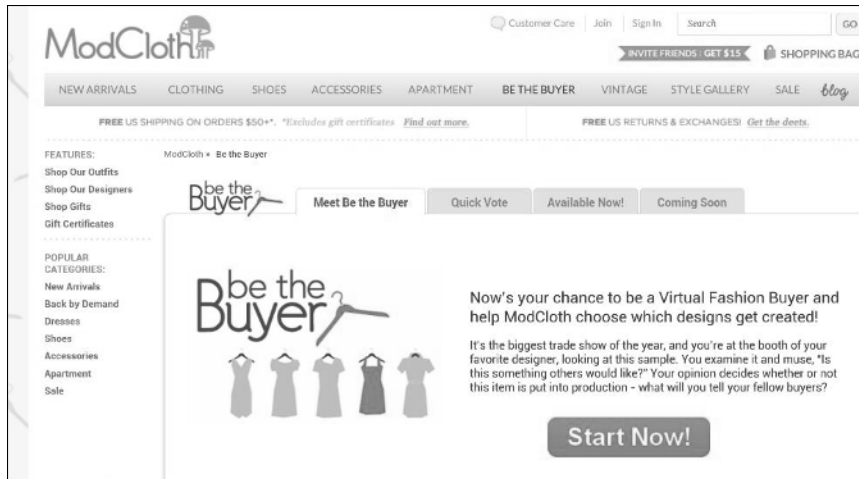 Customer Care Join Sign In Search GO
ModCloth
INVITE FRIENDS | GET $15 SHOPPING BAG
NEW ARRIVALS CLOTHING SHOES ACCESSORIES APARTMENT BE THE BUYER VINTAGE STYLE GALLERY SALE blog
FREE US SHIPPING ON ORDERS $50+*. *Excludes gift certificates Find out more. FREE US RETURNS & EXCHANGES! Get the deets.
FEATURES:
Shop Our Outfits
Shop Our Designers
Shop Gifts
Gift Certificates
POPULAR
CATEGORIES:
New Arrivals
Back by Demand
Dresses
Shoes
Accessories
Apartment
Sale
ModCloth » Be the Buyer
be the
Buyer
Meet Be the Buyer Quick Vote Available Now! Coming Soon
be the
Buyer
Now's your chance to be a Virtual Fashion Buyer and
help ModCloth choose which designs get created!
It's the biggest trade show of the year, and you're at the booth of your
favorite designer, looking at this sample. You examine it and muse, "Is
this something others would like?" Your opinion decides whether or not
this item is put into production - what will you tell your fellow buyers?
Start Now!